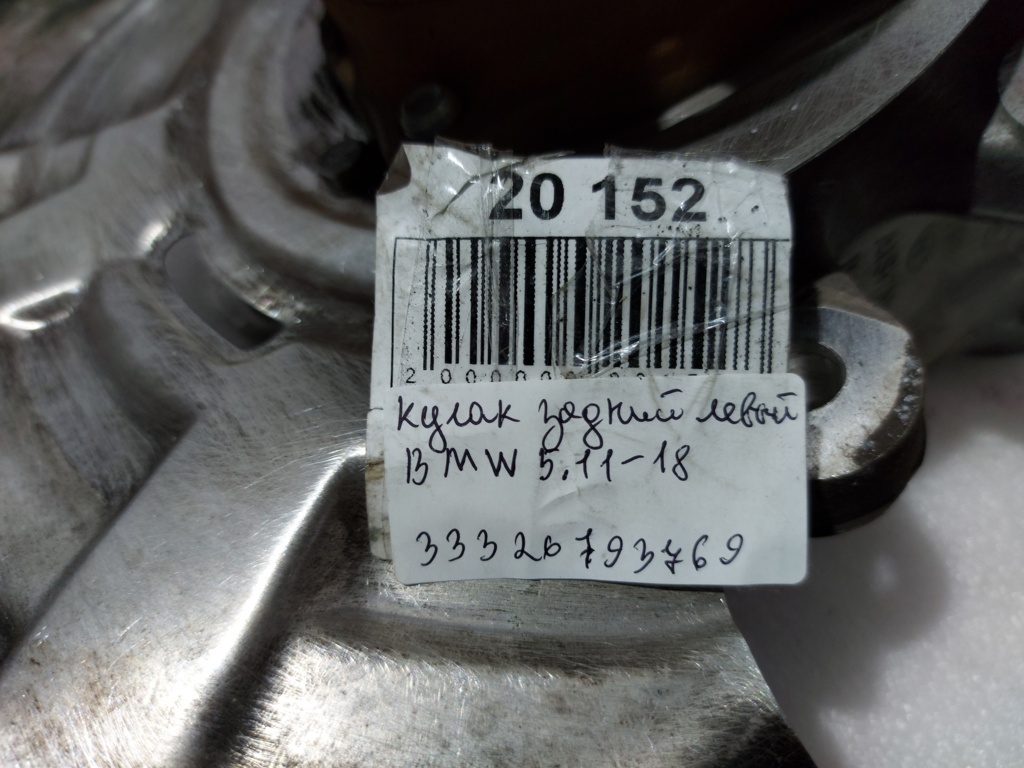 20 152
кулак задний левый
BMW 5.11-18
33326793769